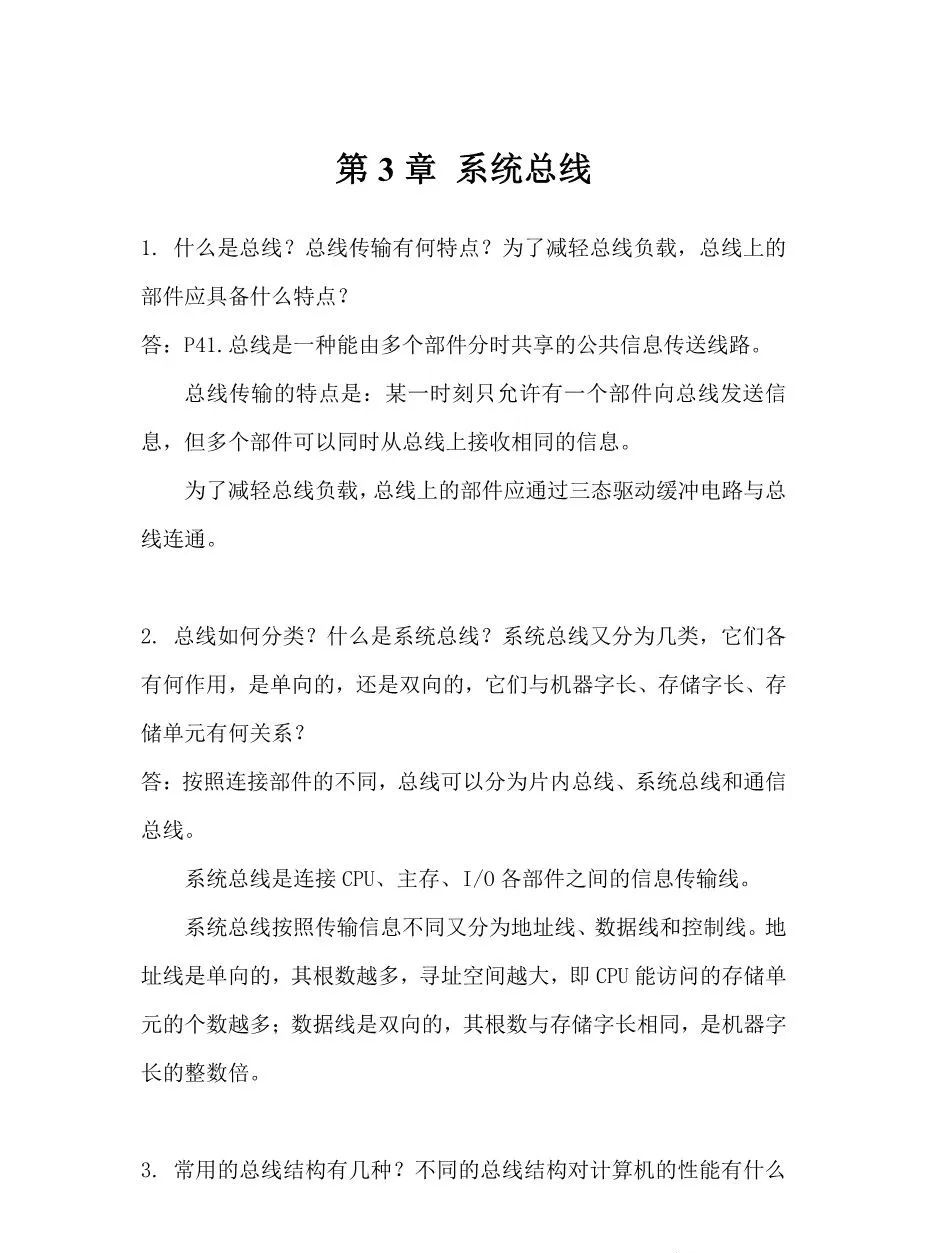 第 3 章 系统总线
1. 什么是总线？总线传输有何特点？为了减轻总线负载，总线上的
部件应具备什么特点？
答：P41.总线是一种能由多个部件分时共享的公共信息传送线路。
总线传输的特点是：某一时刻只允许有一个部件向总线发送信
息，但多个部件可以同时从总线上接收相同的信息。
为了减轻总线负载，总线上的部件应通过三态驱动缓冲电路与总
线连通。
2. 总线如何分类？什么是系统总线？系统总线又分为几类，它们各
有何作用，是单向的，还是双向的，它们与机器字长、存储字长、存
储单元有何关系？
答：按照连接部件的不同，总线可以分为片内总线、系统总线和通信
总线。
系统总线是连接 CPU、主存、I/O 各部件之间的信息传输线。
系统总线按照传输信息不同又分为地址线、数据线和控制线。地
址线是单向的，其根数越多，寻址空间越大，即 CPU 能访问的存储单
元的个数越多；数据线是双向的，其根数与存储字长相同，是机器字
长的整数倍。
3. 常用的总线结构有几种？不同的总线结构对计算机的性能有什么